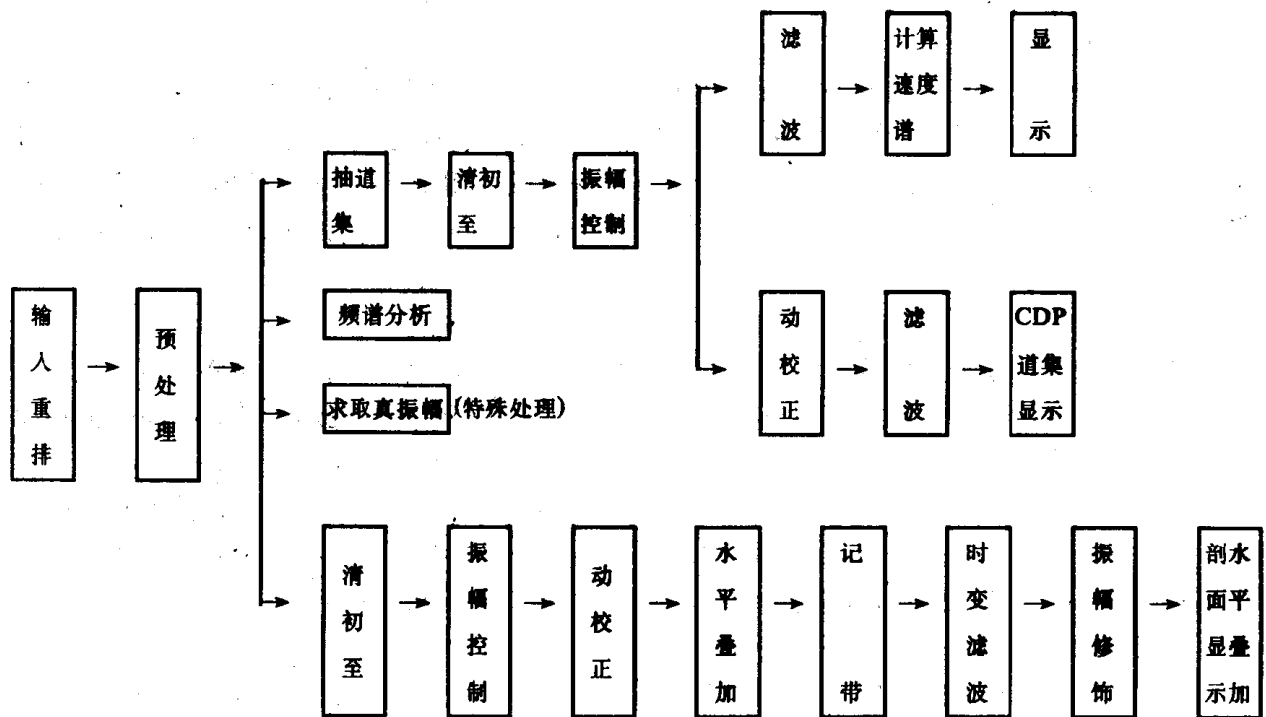 输入重排
预处理
抽道集
清初至
振幅控制
滤波
计算速度谱
显示
动校正
滤波
CDP道集显示
频谱分析
求取真振幅(特殊处理)
清初至
振幅控制
动校正
水平叠加
记带
时变滤波
振幅修饰
水平叠加
剖面显示